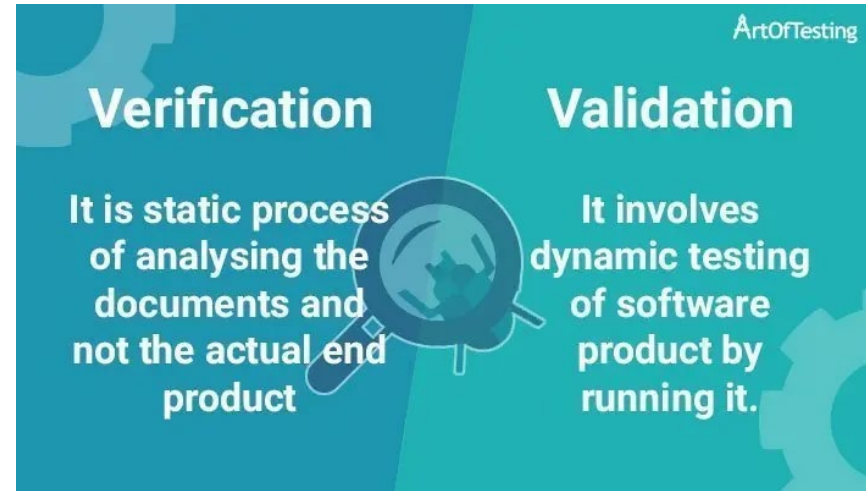 ArtOfTesting
Verification
It is static process
of analysing the
documents and
not the actual end
product
Validation
It involves
dynamic testing
of software
product by
running it.